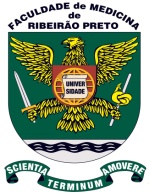 FACULDADE de MEDICINA
de
RIBEIRÃO PRETO
UNIVER
SIDADE
SCIENTIA
TERMINUM
AMOVERE